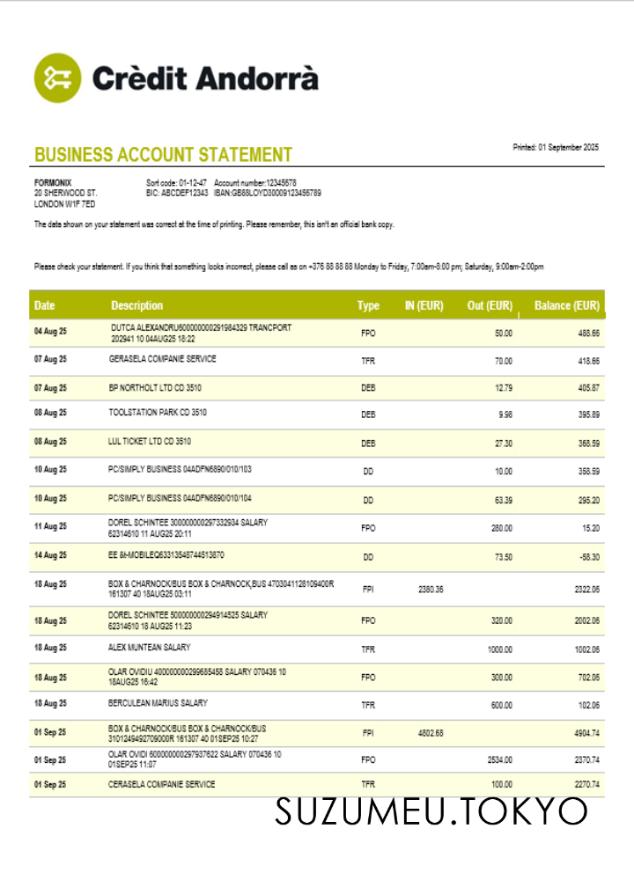 Crèdit Andorrà
BUSINESS ACCOUNT STATEMENT
Printed: 01 September 2025
FORMONIX
20 SHERWOOD ST.
LONDON W1F 7ED
Sort code: 01-12-47 Account number:12345678
BIC: ABCDEF12343 IBAN:GB88LOYD30009123456789
The data shown on your statement was correct at the time of printing. Please remember, this isn't an official bank copy.
Please check your statement. If you think that something looks incorrect, please call as on +376 88 88 88 Monday to Friday, 7:00am-8:00 pm; Saturday, 9:00am-2:00pm
Date Description Type IN (EUR) Out (EUR) Balance (EUR)
04 Aug 25 DUTCA ALEXANDRU600000000291984329 TRANCPORT FPO 50.00 488.66
202941 10 04AUG25 18:22
07 Aug 25 GERASELA COMPANIE SERVICE TFR 70.00 418.66
07 Aug 25 BP NORTHOLT LTD CD 3510 DEB 12.79 405.87
08 Aug 25 TOOLSTATION PARK CD 3510 DEB 9.98 395.89
08 Aug 25 LUL TICKET LTD CD 3510 DEB 27.30 368.59
10 Aug 25 PC/SIMPLY BUSINESS 04ADFN6890/010/103 DD 10.00 358.59
10 Aug 25 PC/SIMPLY BUSINESS 04ADFN6890/010/104 DD 63.39 295.20
11 Aug 25 DOREL SCHINTEE 300000000297332934 SALARY FPO 280.00 15.20
62314610 11 AUG25 20:11
14 Aug 25 EE &t-MOBILEQ63313548744513870 DD 73.50 -58.30
18 Aug 25 BOX & CHARNOCK/BUS BOX & CHARNOCK,BUS 4703041128109400R FPI 2380.36 2322.06
161307 40 18AUG25 03:11
18 Aug 25 DOREL SCHINTEE 500000000294914525 SALARY FPO 320.00 2002.06
62314610 18 AUG25 11:23
18 Aug 25 ALEX MUNTEAN SALARY TFR 1000.00 1002.06
18 Aug 25 OLAR OVIDIU 400000000299685458 SALARY 070436 10 FPO 300.00 702.06
18AUG25 16:42
18 Aug 25 BERCULEAN MARIUS SALARY TFR 600.00 102.06
01 Sep 25 BOX & CHARNOCK/BUS BOX & CHARNOCK/BUS FPI 4802.68 4904.74
3101249492709000R 161307 40 01SEP25 10:27
01 Sep 25 OLAR OVIDI 600000000297937622 SALARY 070436 10 FPO 2534.00 2370.74
01SEP25 11:07
01 Sep 25 CERASELA COMPANIE SERVICE TFR 100.00 2270.74
SUZUMEU.TOKYO